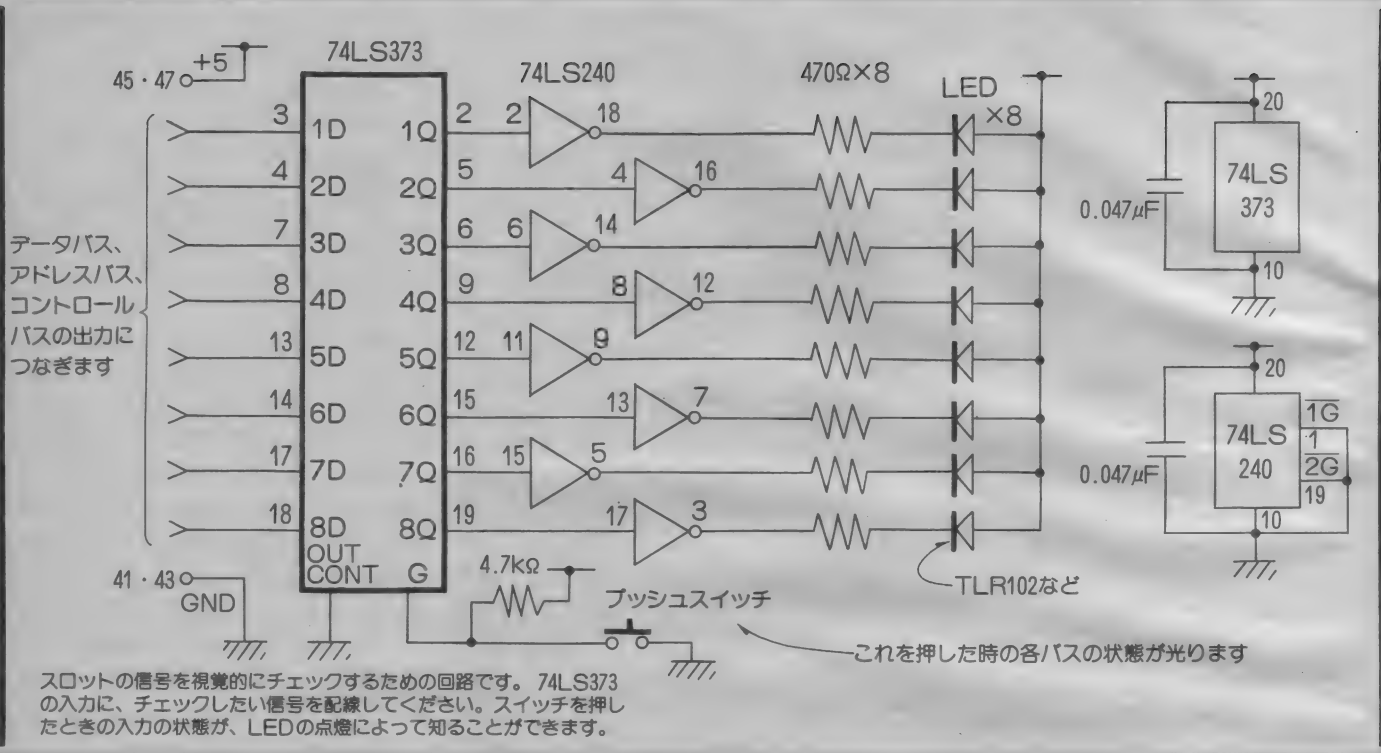 45・47 +5
74LS373
74LS240
470Ω×8
LED
×8
データバス、
アドレスバス、
コントロール
バスの出力に
つなぎます
3 1D 1Q 2 2 18
4 2D 2Q 5 4 16
7 3D 3Q 6 6 14
8 4D 4Q 9 8 12
13 5D 5Q 12 11 9
14 6D 6Q 15 13 7
17 7D 7Q 16 15 5
18 8D 8Q 19 17 3
OUT
CONT G
41・43
GND
4.7kΩ
プッシュスイッチ
TLR102など
これを押した時の各バスの状態が光ります
20
74LS
373
0.047μF
10
20
1G
74LS
1
240
2G
0.047μF
19
10
スロットの信号を視覚的にチェックするための回路です。74LS373
の入力に、チェックしたい信号を配線してください。スイッチを押し
たときの入力の状態が、LEDの点燈によって知ることができます。